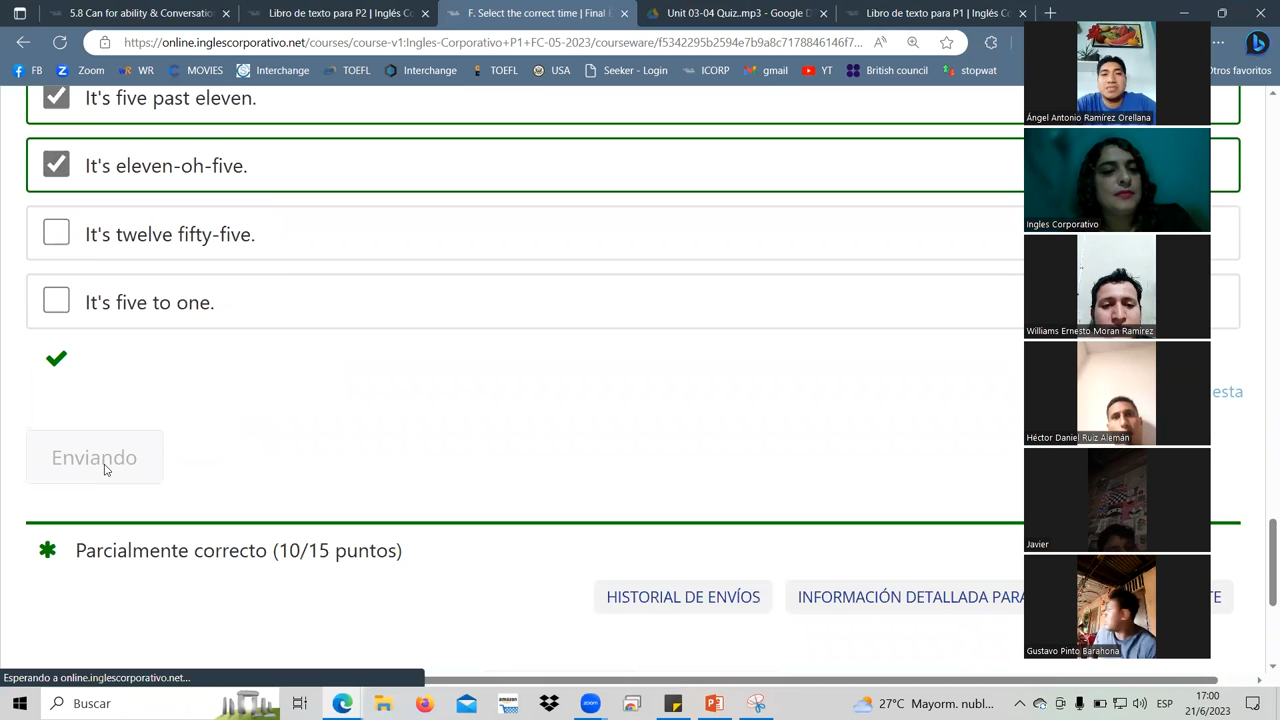 5.8 Can for ability & Conversation
Libro de texto para P2 | Inglés C
F. Select the correct time | Final E
Unit 03-04 Quiz..mp3 - Google D
Libro de texto para P1 | Inglés Co
https://online.inglescorporativo.net/courses/course-v1:Ingles-Corporativo+P1+FC-05-2023/courseware/f5342295b2594e7b9a8c7178846146f7...
FB
Zoom
WR
MOVIES
Interchange
TOEFL
Interchange
TOEFL
USA
Seeker - Login
ICORP
gmail
YT
British council
stopwat
Otros favoritos
It's five past eleven.
It's eleven-oh-five.
It's twelve fifty-five.
It's five to one.
esta
Enviando
Parcialmente correcto (10/15 puntos)
HISTORIAL DE ENVÍOS
INFORMACIÓN DETALLADA PARA
TE
Esperando a online.inglescorporativo.net...
Ángel Antonio Ramírez Orellana
Ingles Corporativo
Williams Ernesto Moran Ramirez
Héctor Daniel Ruiz Alemán
Javier
Gustavo Pinto Barahona
Buscar
amazon
zoom
27°C Mayorm. nubl...
ESP
17:00
21/6/2023